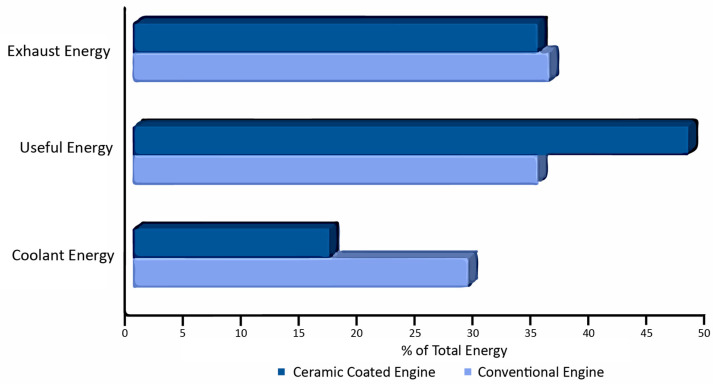 Exhaust Energy
Useful Energy
Coolant Energy
0 5 10 15 20 25 30 35 40 45 50
% of Total Energy
Ceramic Coated Engine Conventional Engine